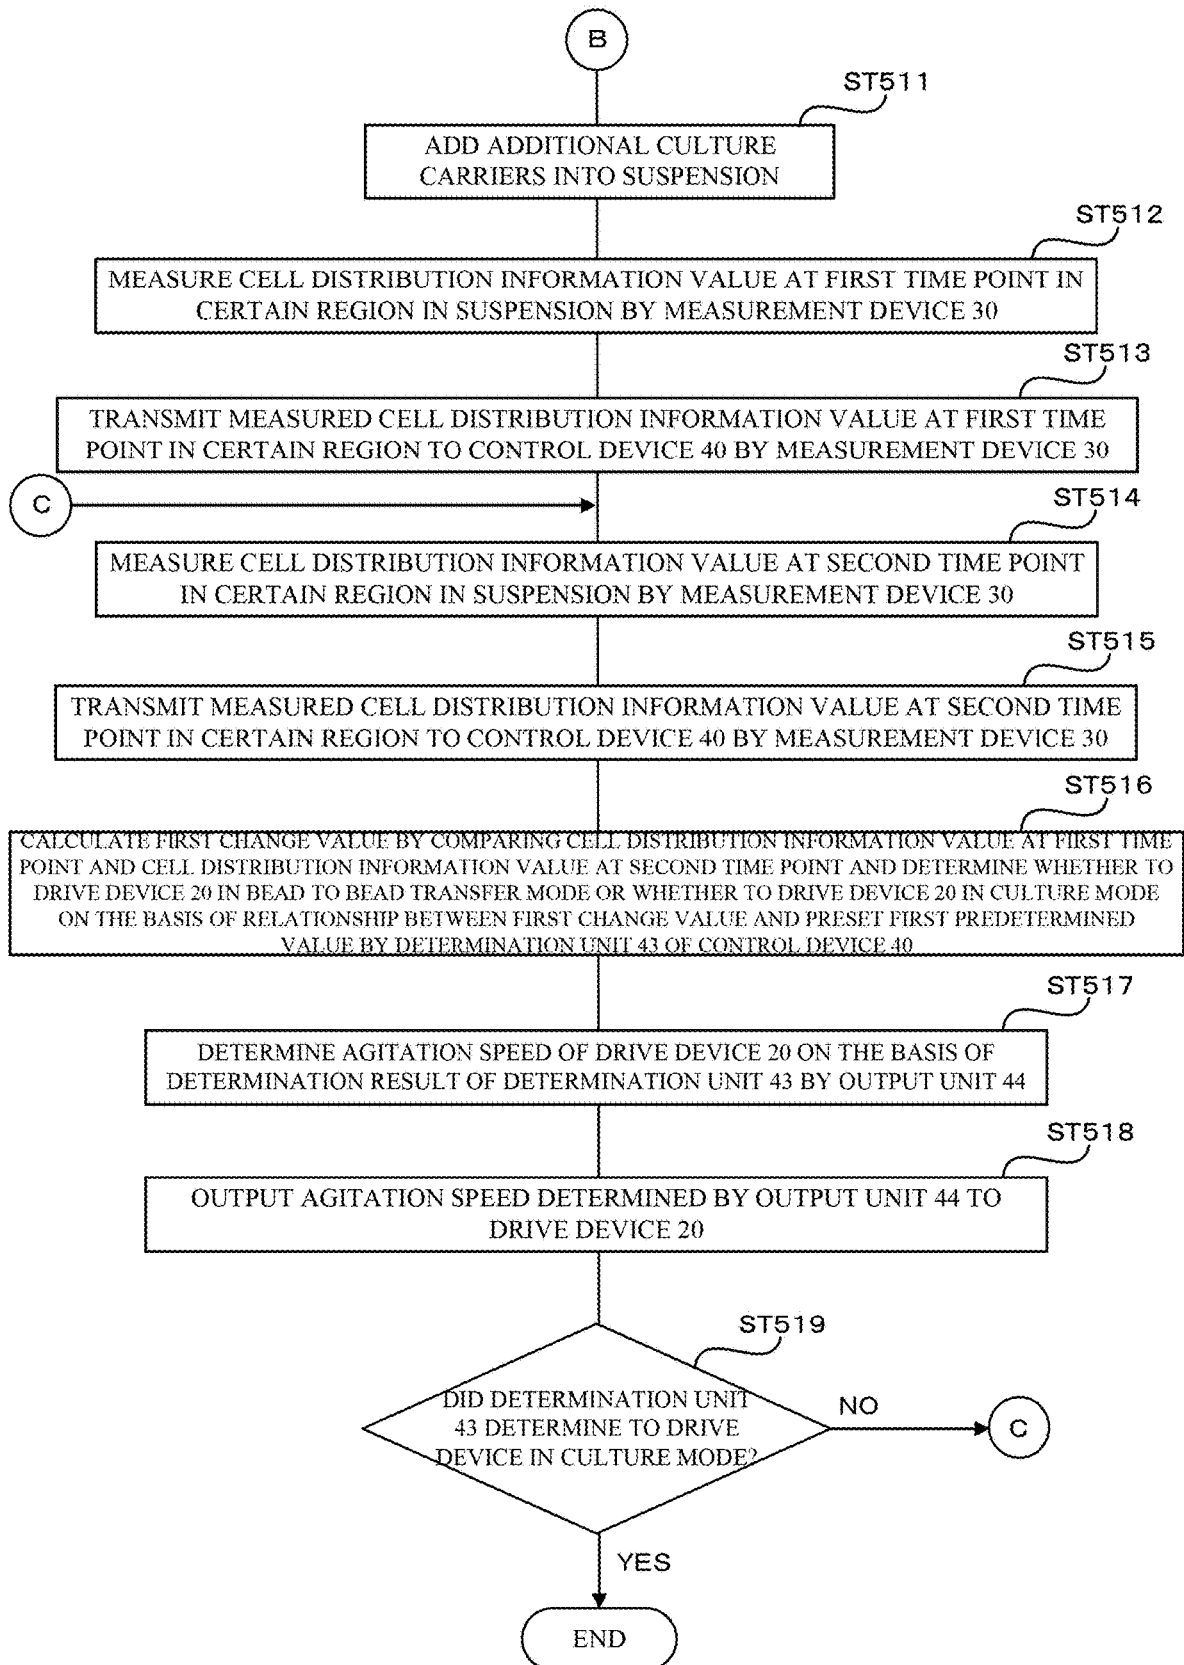 B
ST511
ADD ADDITIONAL CULTURE
CARRIERS INTO SUSPENSION
ST512
MEASURE CELL DISTRIBUTION INFORMATION VALUE AT FIRST TIME POINT IN
CERTAIN REGION IN SUSPENSION BY MEASUREMENT DEVICE 30
ST513
TRANSMIT MEASURED CELL DISTRIBUTION INFORMATION VALUE AT FIRST TIME
POINT IN CERTAIN REGION TO CONTROL DEVICE 40 BY MEASUREMENT DEVICE 30
C
ST514
MEASURE CELL DISTRIBUTION INFORMATION VALUE AT SECOND TIME POINT
IN CERTAIN REGION IN SUSPENSION BY MEASUREMENT DEVICE 30
ST515
TRANSMIT MEASURED CELL DISTRIBUTION INFORMATION VALUE AT SECOND TIME
POINT IN CERTAIN REGION TO CONTROL DEVICE 40 BY MEASUREMENT DEVICE 30
ST516
CALCULATE FIRST CHANGE VALUE BY COMPARING CELL DISTRIBUTION INFORMATION VALUE AT FIRST TIME
POINT AND CELL DISTRIBUTION INFORMATION VALUE AT SECOND TIME POINT AND DETERMINE WHETHER TO
DRIVE DEVICE 20 IN BEAD TO BEAD TRANSFER MODE OR WHETHER TO DRIVE DEVICE 20 IN CULTURE MODE
ON THE BASIS OF RELATIONSHIP BETWEEN FIRST CHANGE VALUE AND PRESET FIRST PREDETERMINED
VALUE BY DETERMINATION UNIT 43 OF CONTROL DEVICE 40
ST517
DETERMINE AGITATION SPEED OF DRIVE DEVICE 20 ON THE BASIS OF
DETERMINATION RESULT OF DETERMINATION UNIT 43 BY OUTPUT UNIT 44
ST518
OUTPUT AGITATION SPEED DETERMINED BY OUTPUT UNIT 44 TO
DRIVE DEVICE 20
ST519
DID DETERMINATION UNIT
43 DETERMINE TO DRIVE
DEVICE IN CULTURE MODE?
NO
C
YES
END